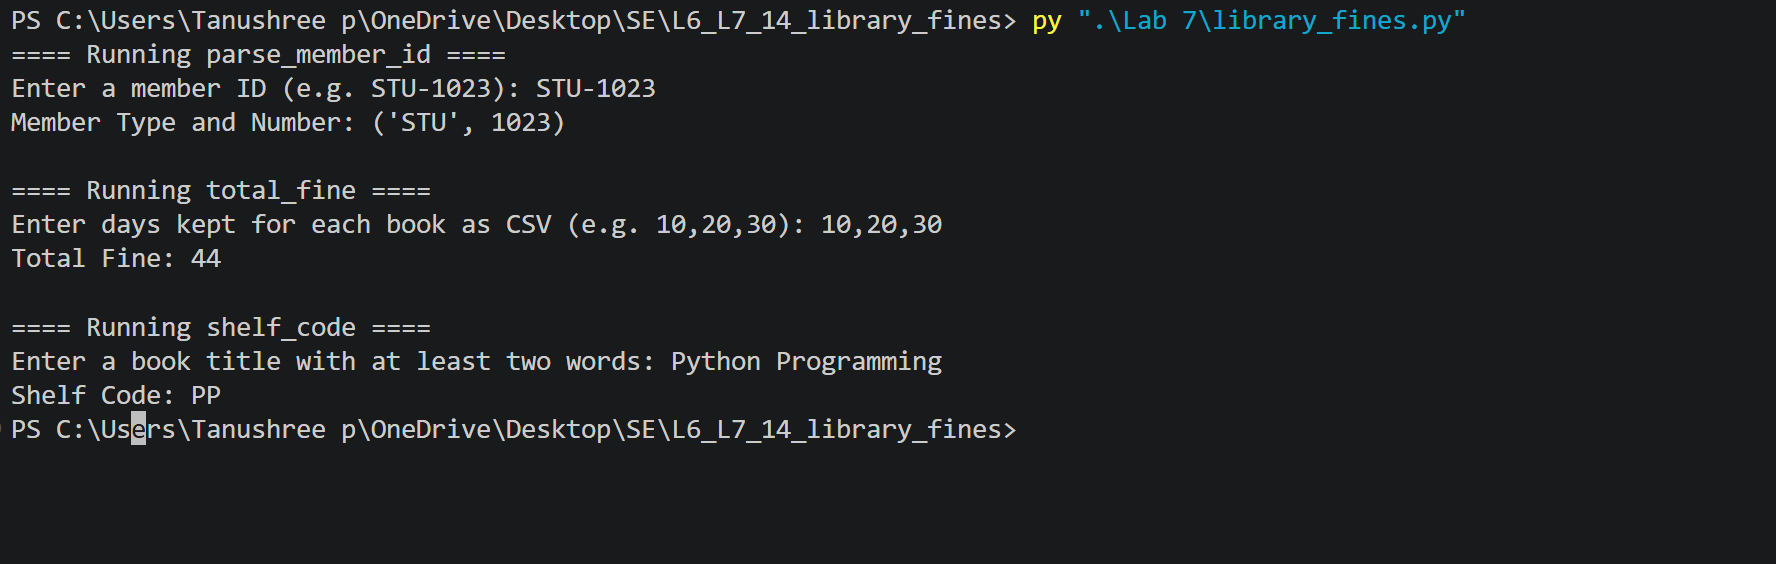 PS C:\Users\Tanushree p\OneDrive\Desktop\SE\L6_L7_14_library_fines> py ".\Lab 7\library_fines.py"
==== Running parse_member_id ====
Enter a member ID (e.g. STU-1023): STU-1023
Member Type and Number: ('STU', 1023)
==== Running total_fine ====
Enter days kept for each book as CSV (e.g. 10,20,30): 10,20,30
Total Fine: 44
==== Running shelf_code ====
Enter a book title with at least two words: Python Programming
Shelf Code: PP
PS C:\Users\Tanushree p\OneDrive\Desktop\SE\L6_L7_14_library_fines>